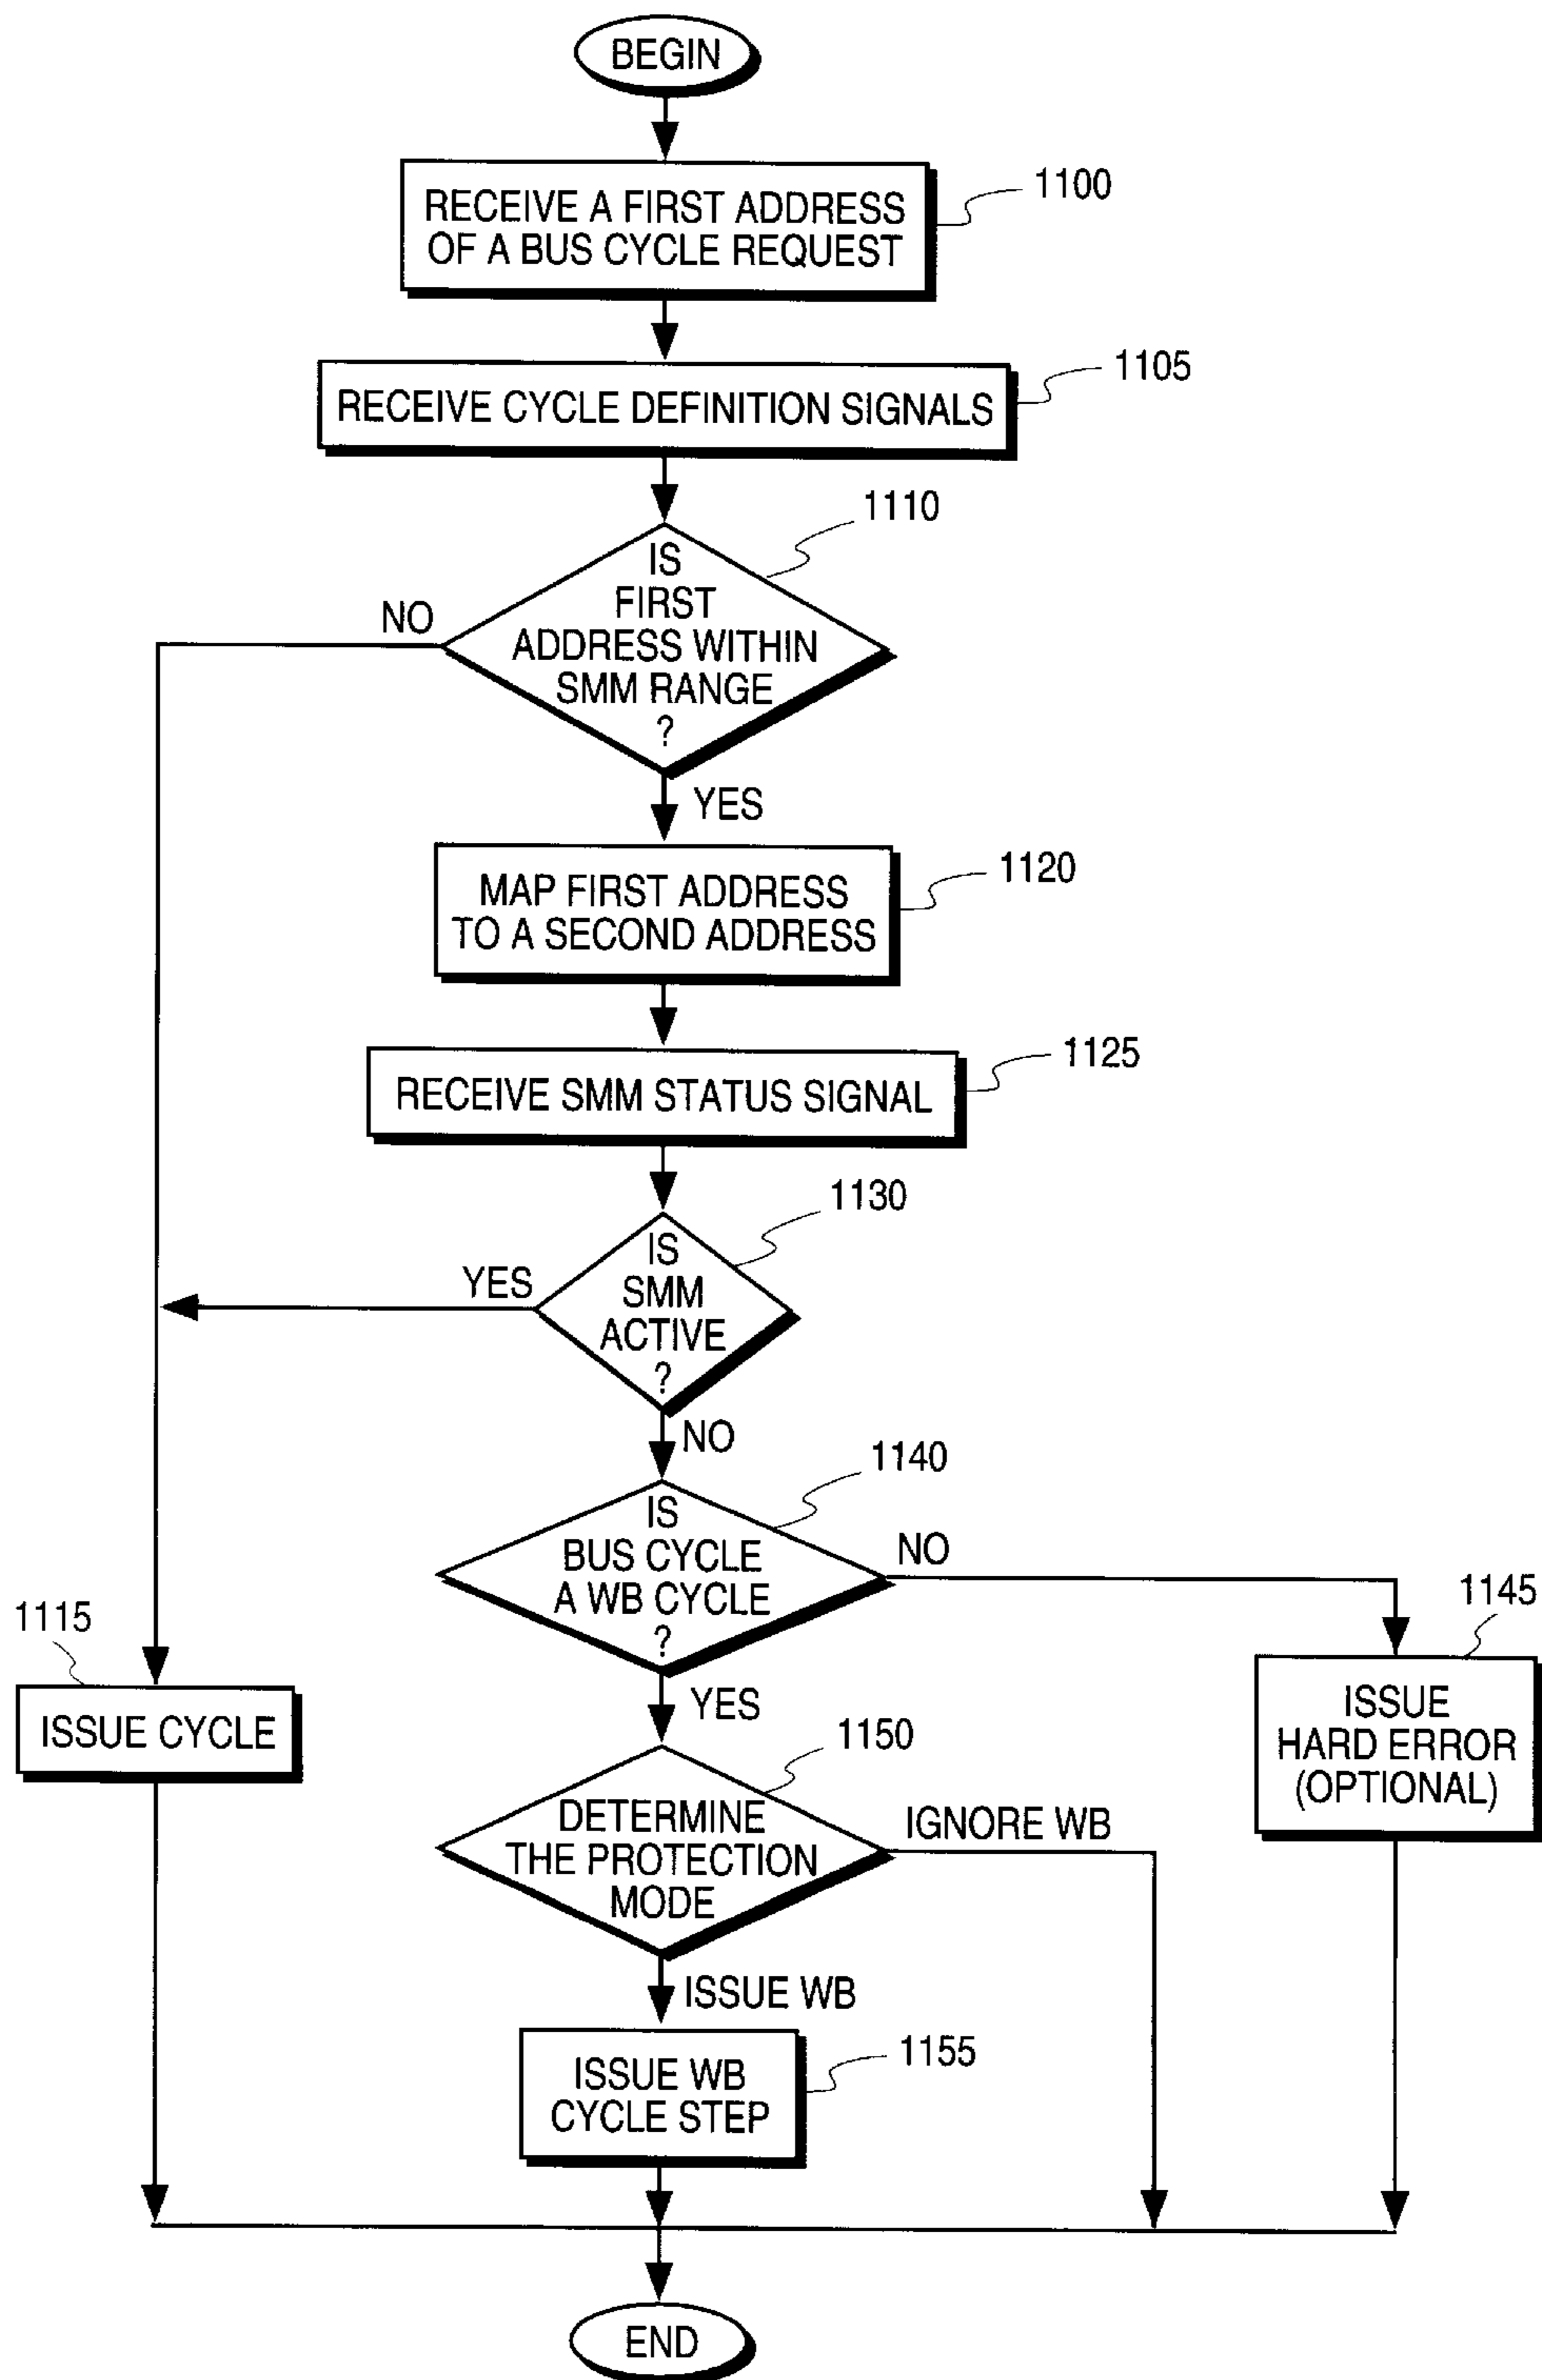 BEGIN
RECEIVE A FIRST ADDRESS
OF A BUS CYCLE REQUEST
1100
RECEIVE CYCLE DEFINITION SIGNALS
1105
IS
FIRST
ADDRESS WITHIN
SMM RANGE
?
1110
NO
YES
MAP FIRST ADDRESS
TO A SECOND ADDRESS
1120
RECEIVE SMM STATUS SIGNAL
1125
IS
SMM
ACTIVE
?
1130
YES
NO
IS
BUS CYCLE
A WB CYCLE
?
1140
NO
YES
1115
ISSUE CYCLE
1145
ISSUE
HARD ERROR
(OPTIONAL)
DETERMINE
THE PROTECTION
MODE
1150
IGNORE WB
ISSUE WB
ISSUE WB
CYCLE STEP
1155
END